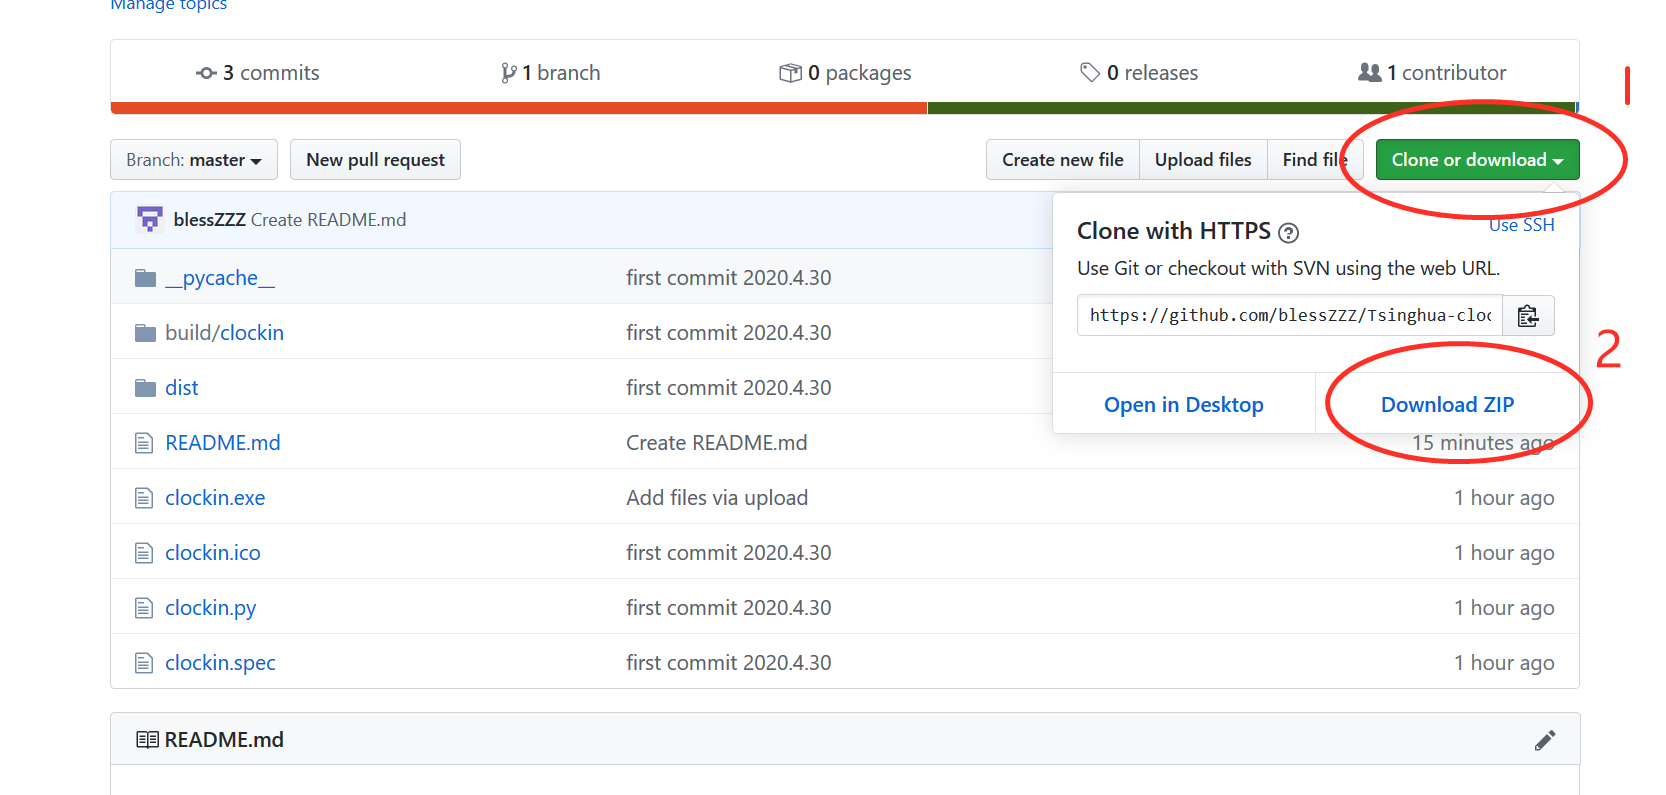 Manage topics
3 commits 1 branch 0 packages 0 releases 1 contributor
1
Branch: master New pull request Create new file Upload files Find file Clone or download
blessZZZ Create README.md
Clone with HTTPS ? Use SSH
Use Git or checkout with SVN using the web URL.
https://github.com/blessZZZ/Tsinghua-cloc
2
Open in Desktop Download ZIP
__pycache__ first commit 2020.4.30
build/clockin first commit 2020.4.30
dist first commit 2020.4.30
README.md Create README.md 15 minutes ago
clockin.exe Add files via upload 1 hour ago
clockin.ico first commit 2020.4.30 1 hour ago
clockin.py first commit 2020.4.30 1 hour ago
clockin.spec first commit 2020.4.30 1 hour ago
README.md